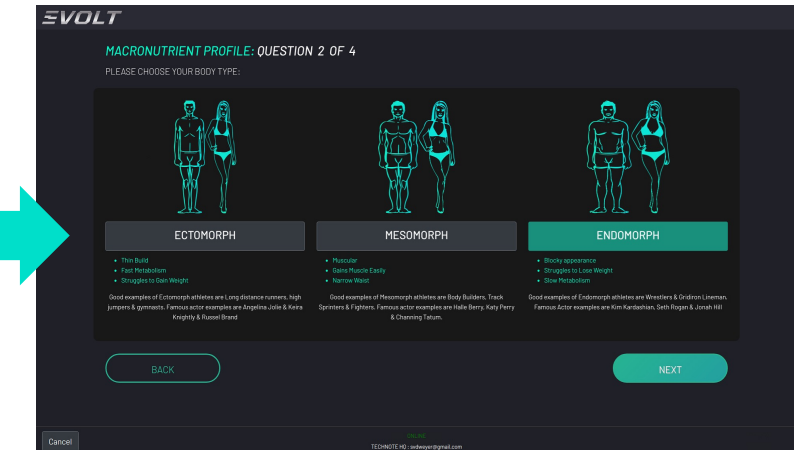 EVOLT
MACRONUTRIENT PROFILE: QUESTION 2 OF 4
PLEASE CHOOSE YOUR BODY TYPE:
ECTOMORPH
• Thin Build
• Fast Metabolism
• Struggles to Gain Weight
Good examples of Ectomorph athletes are Long distance runners, high
jumpers & gymnasts. Famous actor examples are Angelina Jolie & Keira
Knightly & Russel Brand
MESOMORPH
• Muscular
• Gains Muscle Easily
• Narrow Waist
Good examples of Mesomorph athletes are Body Builders, Track
Sprinters & Fighters. Famous actor examples are Halle Berry, Katy Perry
& Channing Tatum.
ENDOMORPH
• Blocky appearance
• Struggles to Lose Weight
• Slow Metabolism
Good examples of Endomorph athletes are Wrestlers & Gridiron Lineman.
Famous Actor examples are Kim Kardashian, Seth Rogan & Jonah Hill
BACK
NEXT
Cancel
ONLINE
TECHNOTE HQ : svdweyer@gmail.com